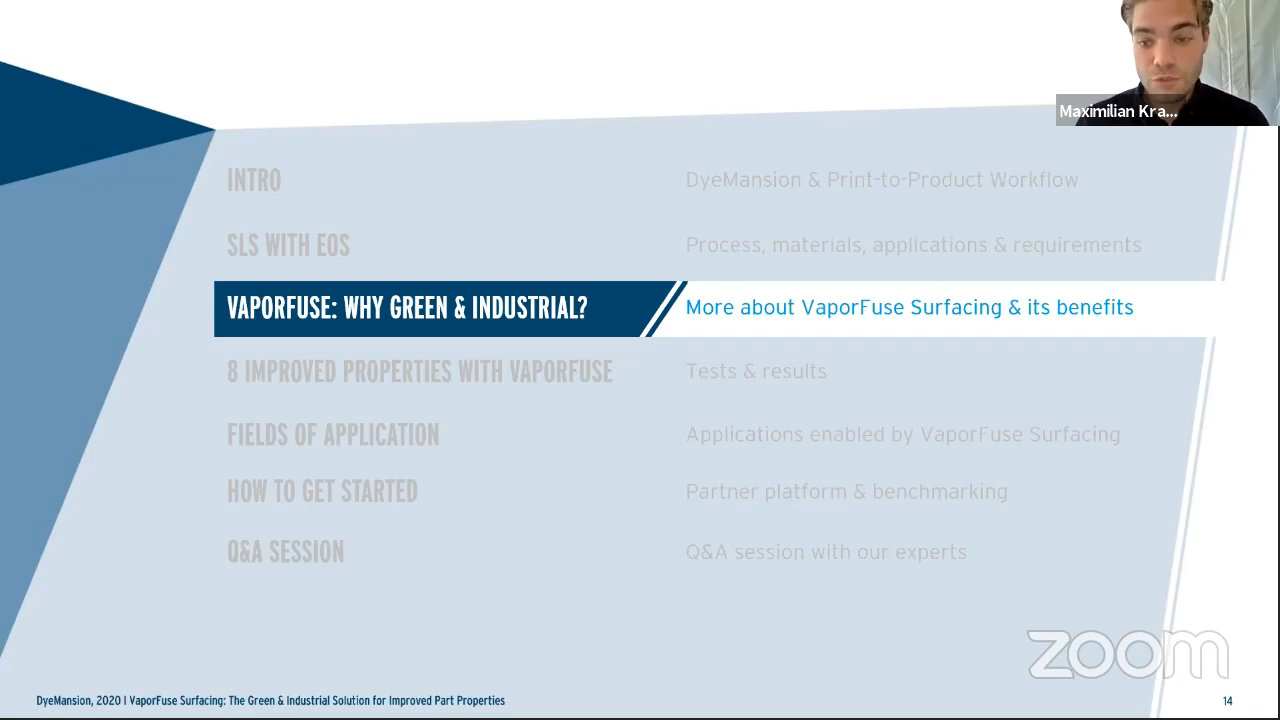 Maximilian Kra...
INTRO
DyeMansion & Print-to-Product Workflow
SLS WITH EOS
Process, materials, applications & requirements
VAPORFUSE: WHY GREEN & INDUSTRIAL?
More about VaporFuse Surfacing & its benefits
8 IMPROVED PROPERTIES WITH VAPORFUSE
Tests & results
FIELDS OF APPLICATION
Applications enabled by VaporFuse Surfacing
HOW TO GET STARTED
Partner platform & benchmarking
Q&A SESSION
Q&A session with our experts
zoom
DyeMansion, 2020 I VaporFuse Surfacing: The Green & Industrial Solution for Improved Part Properties
14